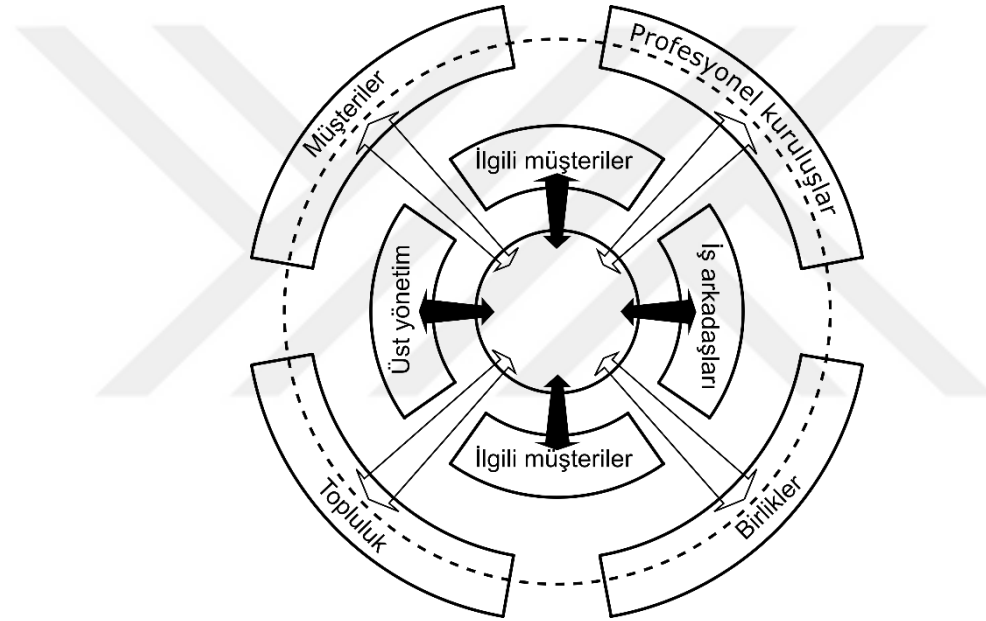 Müşteriler
Profesyonel kuruluşlar
İlgili müşteriler
Üst yönetim
İş arkadaşları
İlgili müşteriler
Topluluk
Birlikler